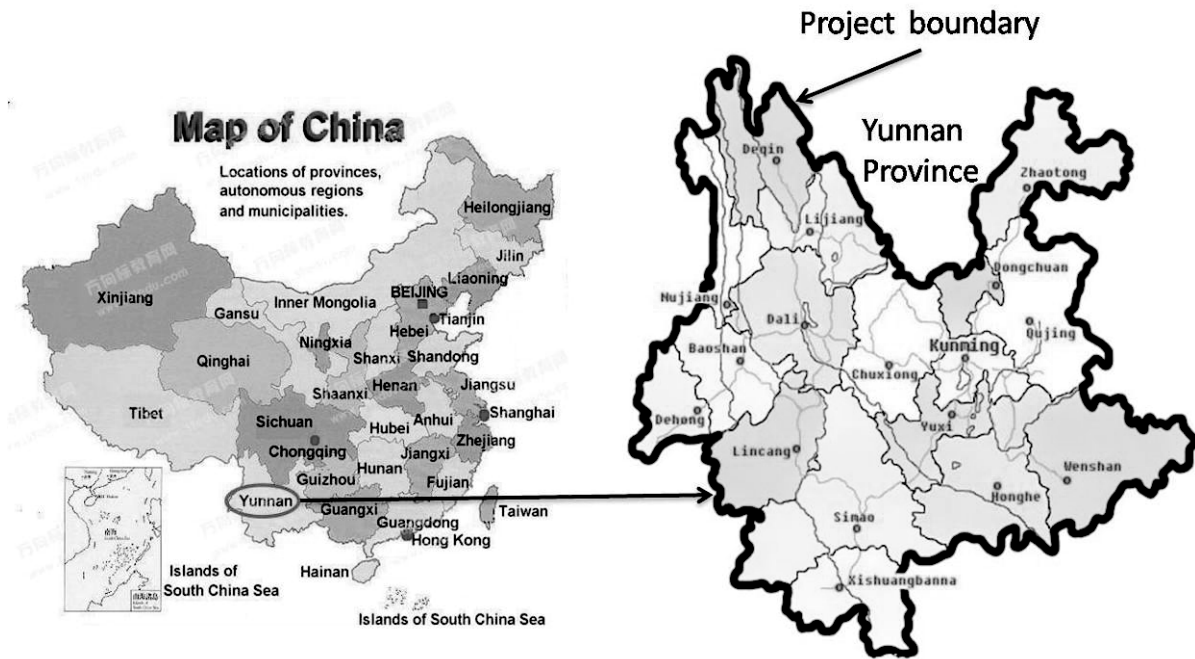 Project boundary
Map of China
Locations of provinces,
autonomous regions
and municipalities.
Heilongjiang
Jilin
Liaoning
Xinjiang
Inner Mongolia
BEIJING
Gansu
Tianjin
Hebei
Ningxia
Shanxi
Shandong
Qinghai
Shaanxi
Henan
Jiangsu
Tibet
Sichuan
Anhui
Shanghai
Hubei
Chongqing
Zhejiang
Jiangxi
Hunan
Guizhou
Fujian
Yunnan
Guangxi
Taiwan
Guangdong
Hong Kong
Hainan
Islands of
South China Sea
Islands of South China Sea
南海
Yunnan
Province
Deqin
Zhaotong
Lijiang
Dongchuan
Nujiang
Dali
Qujing
Kunming
Baoshan
Chuxiong
Dehong
Yuxi
Lincang
Wenshan
Honghe
Simao
Xishuangbanna